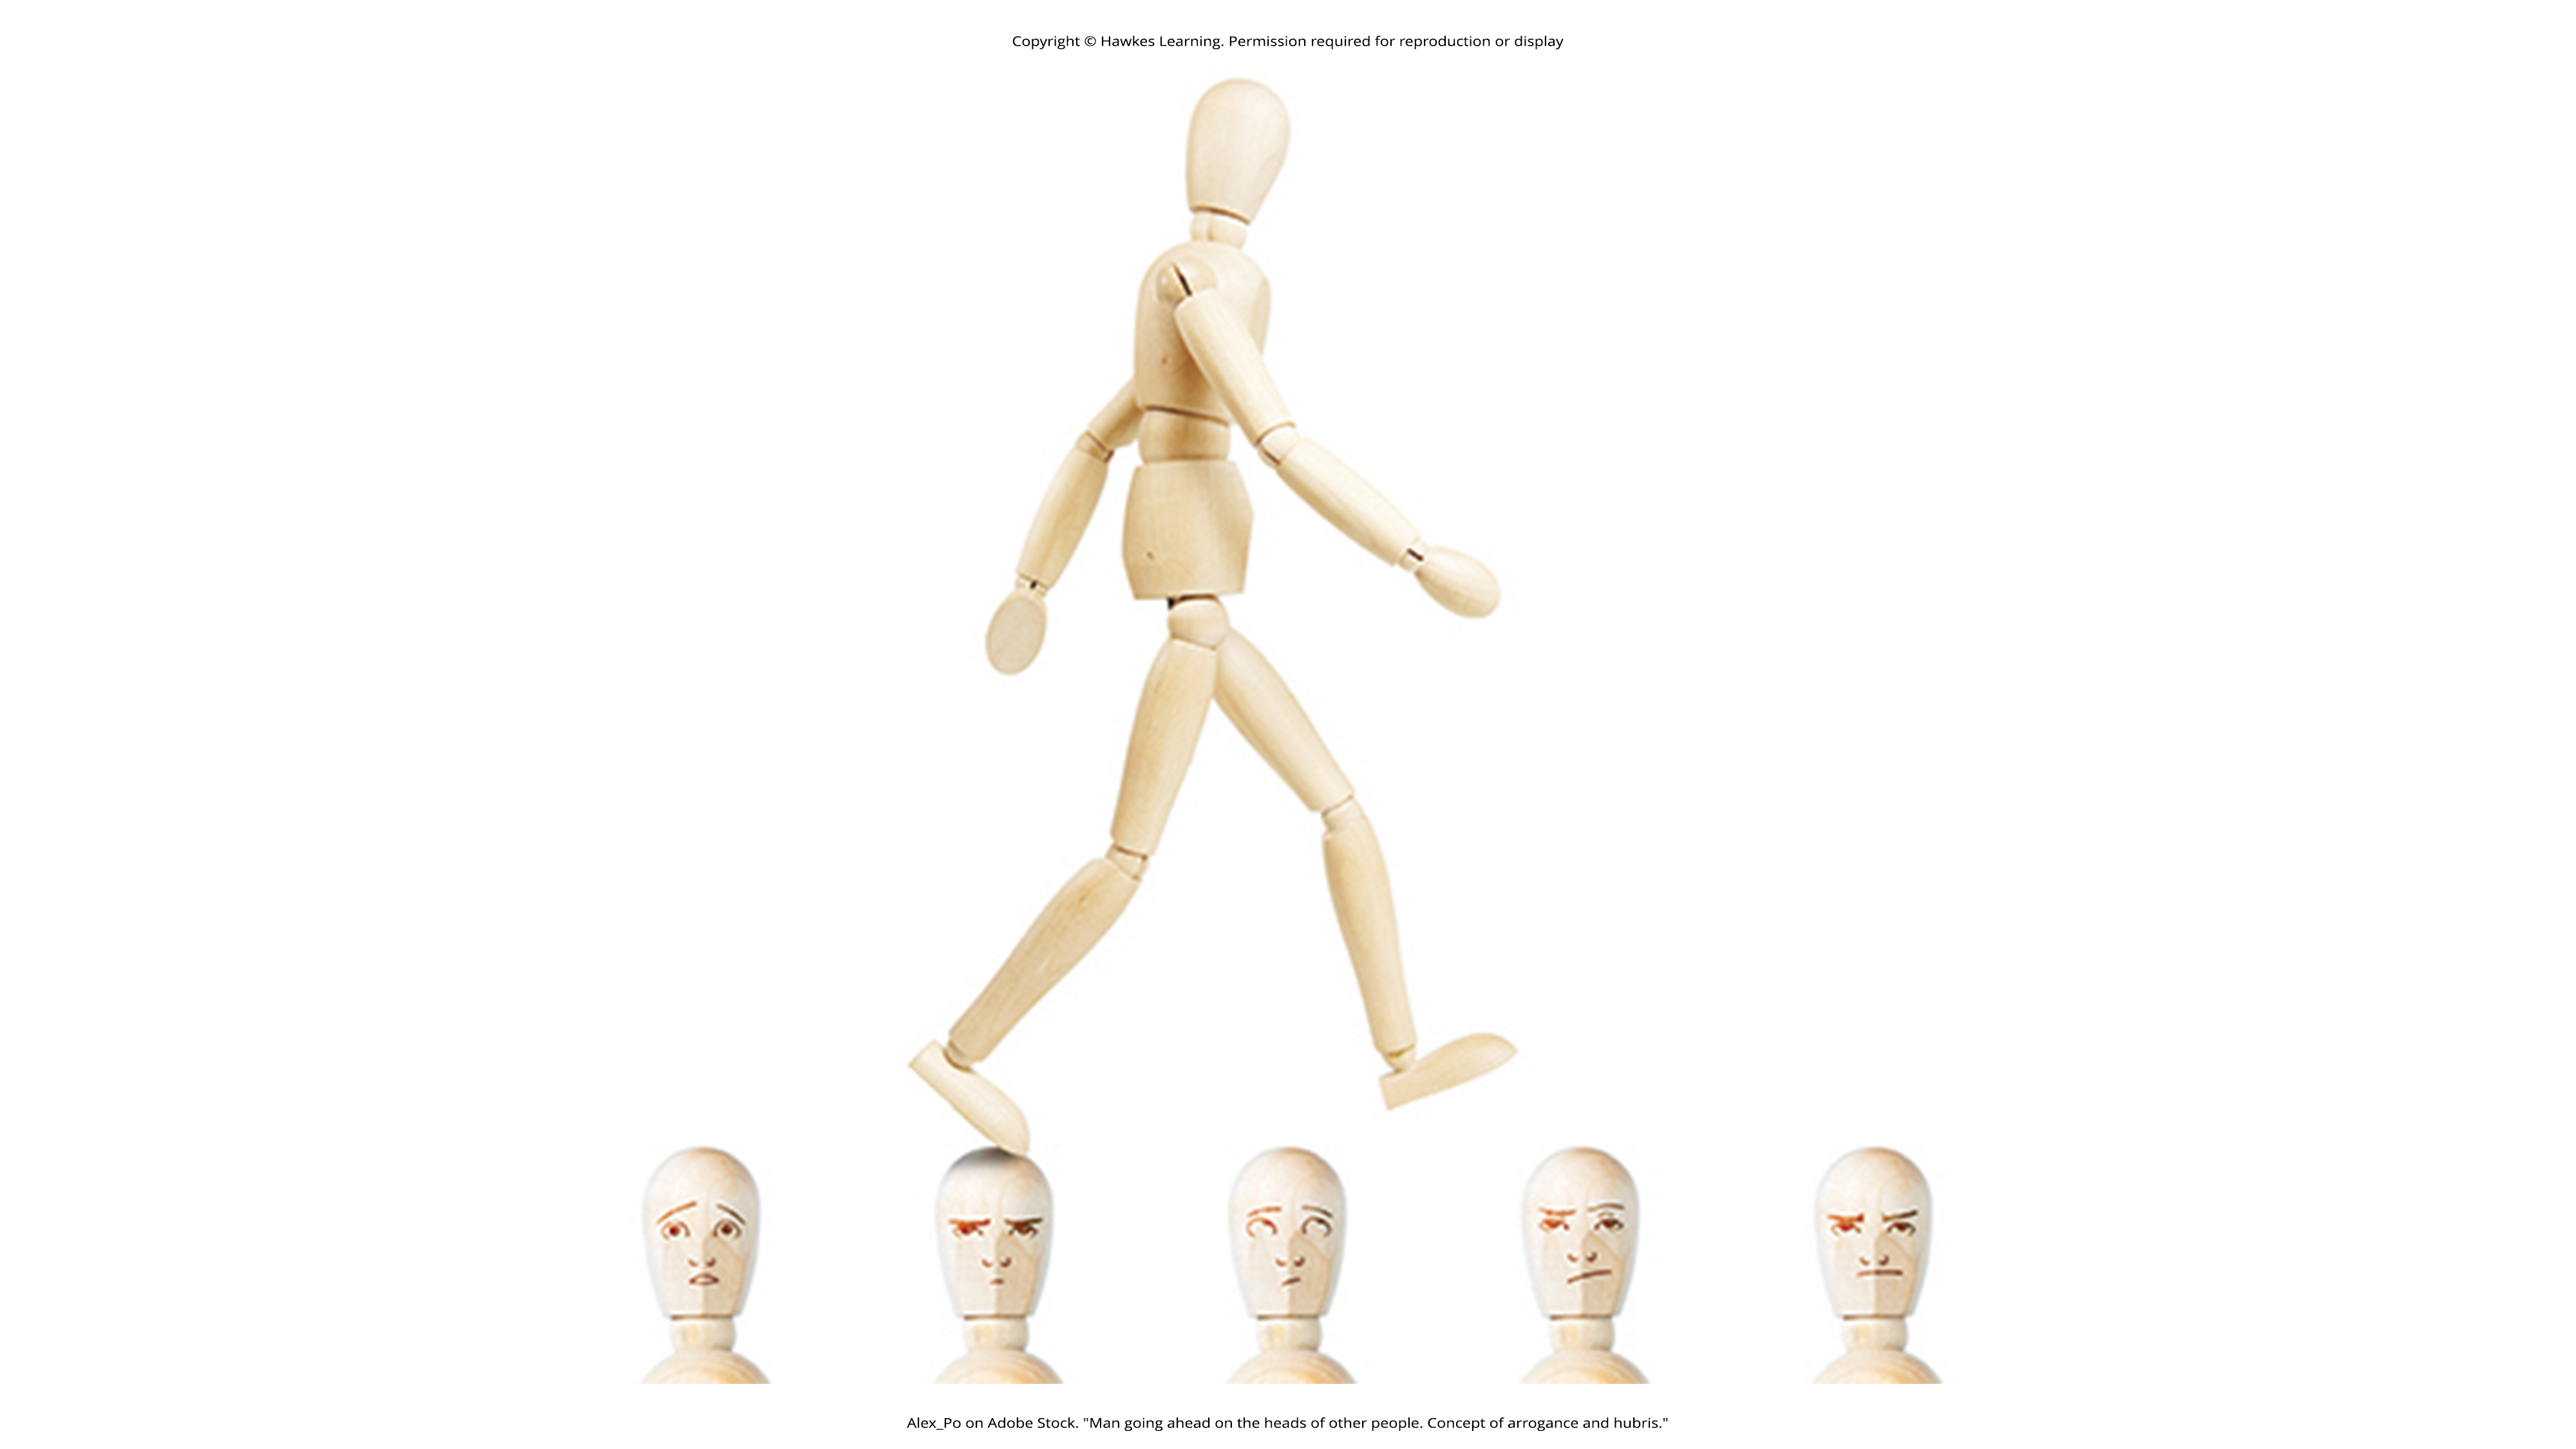 Copyright © Hawkes Learning. Permission required for reproduction or display
Alex_Po on Adobe Stock. "Man going ahead on the heads of other people. Concept of arrogance and hubris."